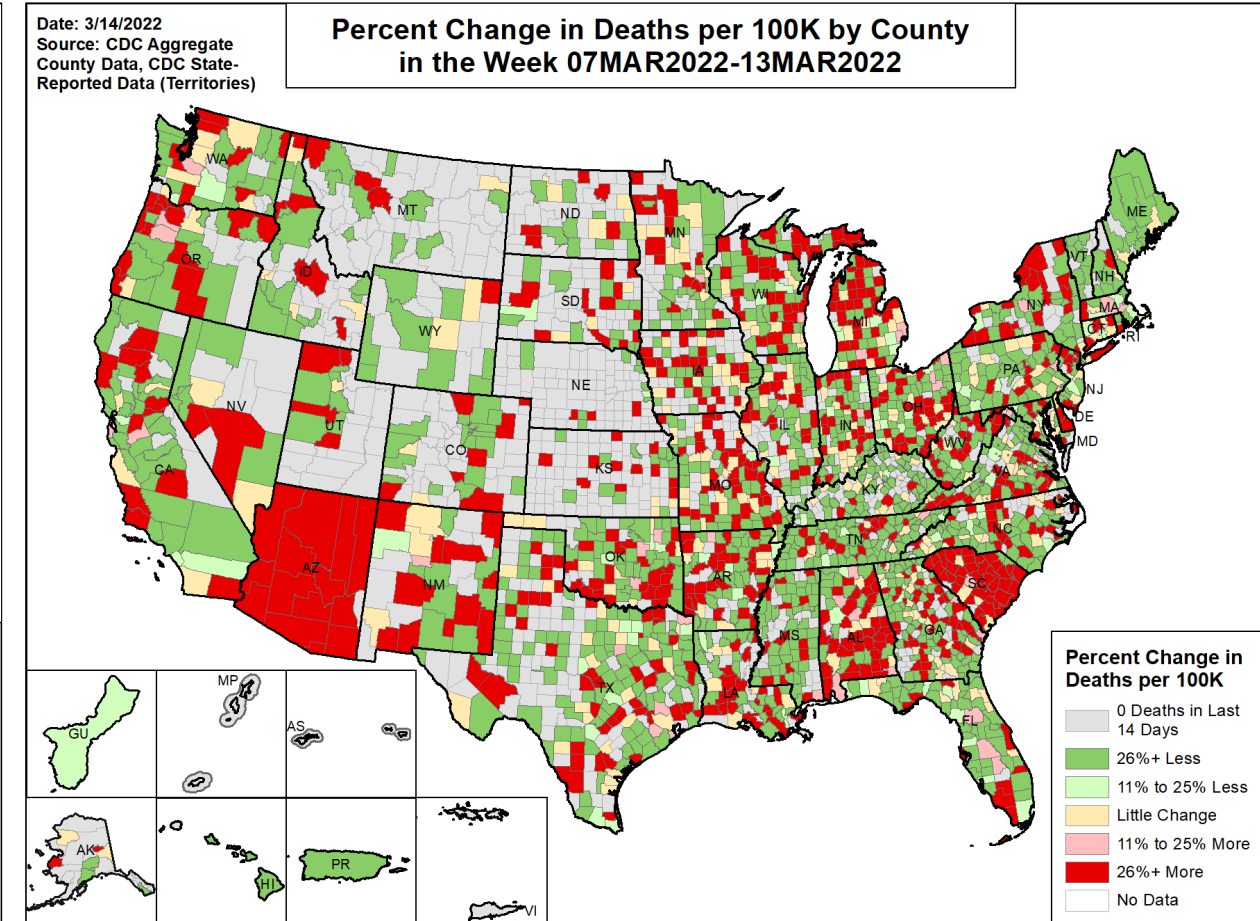 Date: 3/14/2022
Source: CDC Aggregate
County Data, CDC State-
Reported Data (Territories)
Percent Change in Deaths per 100K by County
in the Week 07MAR2022-13MAR2022
WA
MT
ND
MN
ME
OR
ID
SD
WI
VT
NH
WY
MI
NY
MA
CT
RI
NV
NE
IA
PA
NJ
UT
CO
IL
IN
OH
DE
CA
KS
MO
WV
MD
KY
VA
AZ
NM
OK
AR
TN
NC
SC
TX
LA
MS
AL
GA
FL
GU
MP
AS
AK
HI
PR
VI
Percent Change in
Deaths per 100K
0 Deaths in Last
14 Days
26%+ Less
11% to 25% Less
Little Change
11% to 25% More
26%+ More
No Data